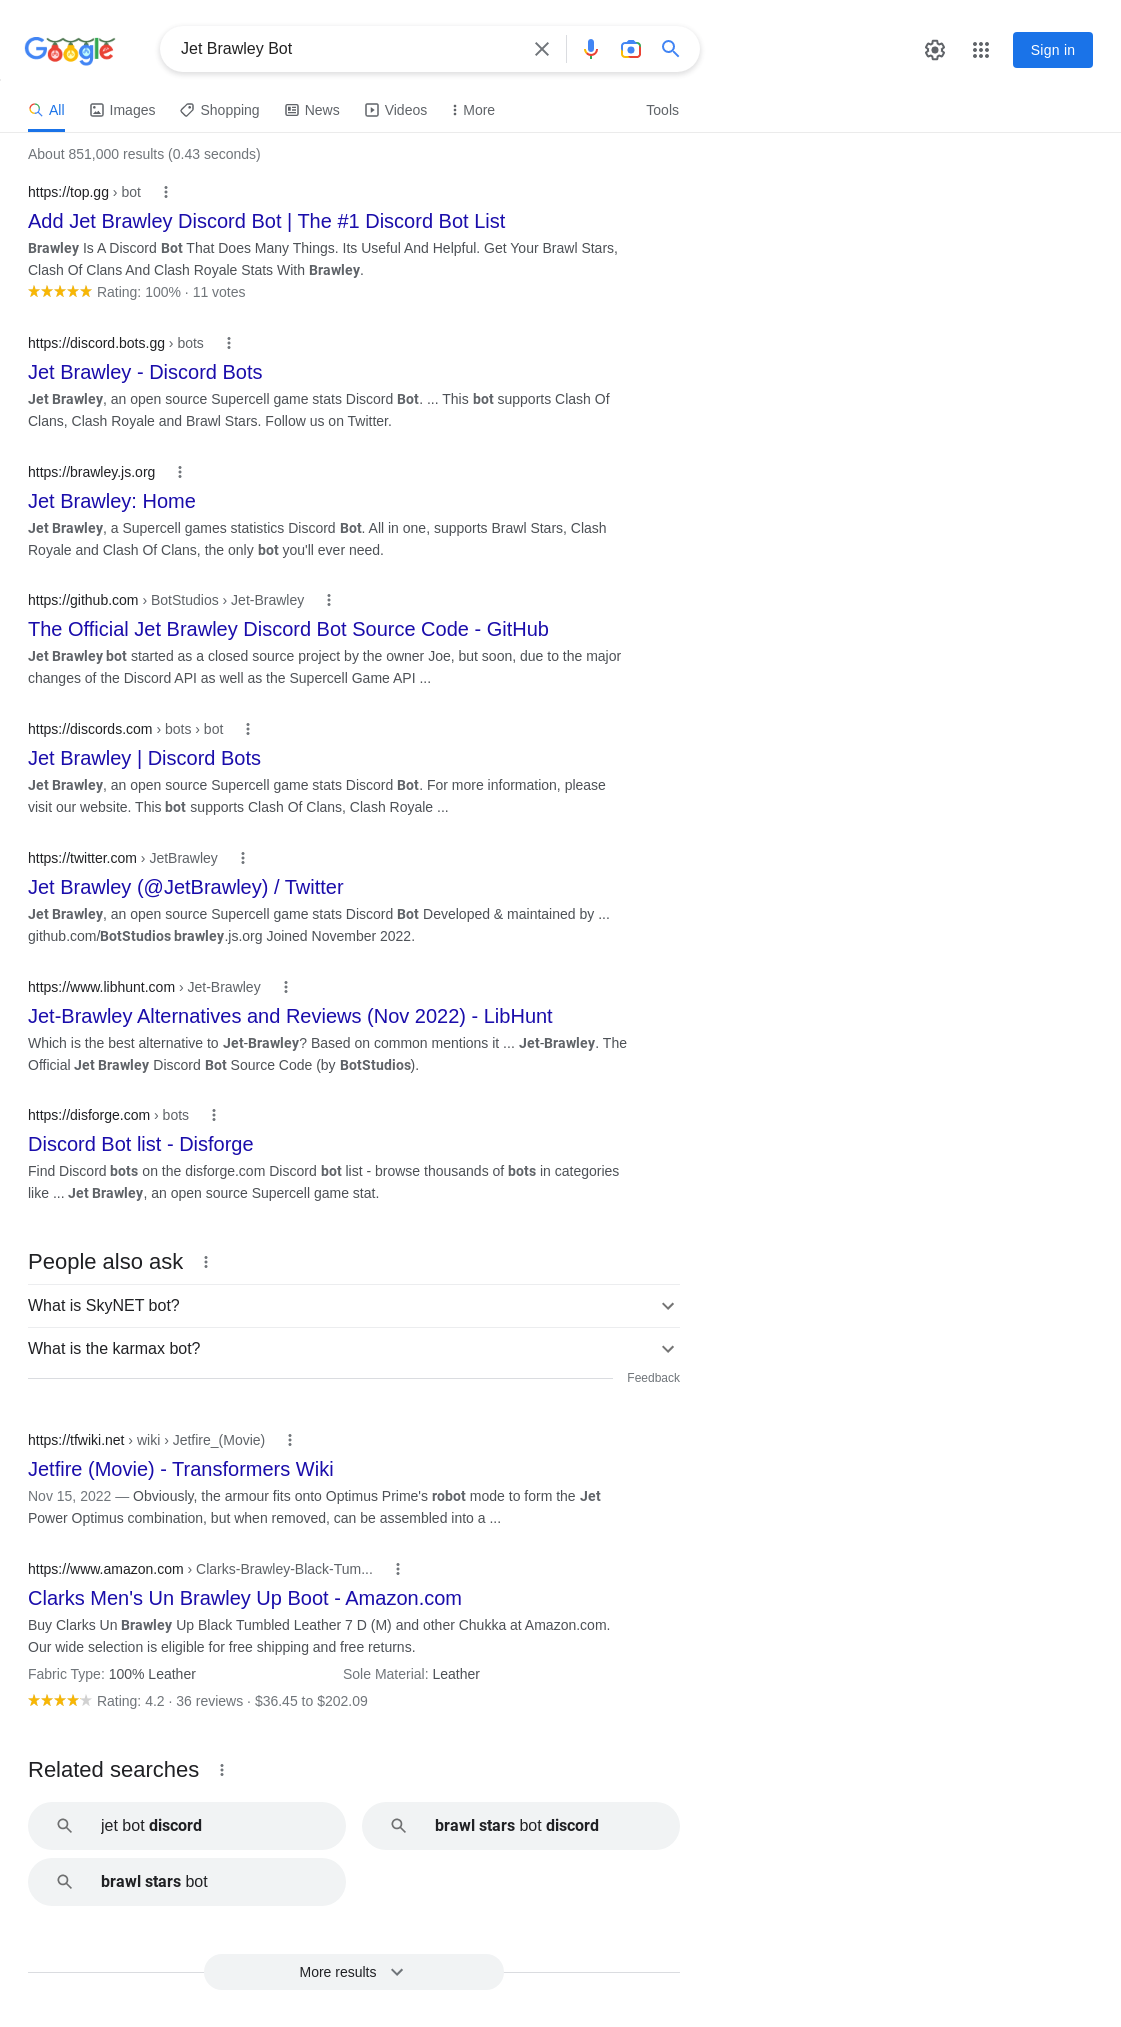 Google
Jet Brawley Bot
Sign in
All Images Shopping News Videos More Tools
About 851,000 results (0.43 seconds)
https://top.gg › bot
Add Jet Brawley Discord Bot | The #1 Discord Bot List
Brawley Is A Discord Bot That Does Many Things. Its Useful And Helpful. Get Your Brawl Stars,
Clash Of Clans And Clash Royale Stats With Brawley.
Rating: 100% · 11 votes
https://discord.bots.gg › bots
Jet Brawley - Discord Bots
Jet Brawley, an open source Supercell game stats Discord Bot. ... This bot supports Clash Of
Clans, Clash Royale and Brawl Stars. Follow us on Twitter.
https://brawley.js.org
Jet Brawley: Home
Jet Brawley, a Supercell games statistics Discord Bot. All in one, supports Brawl Stars, Clash
Royale and Clash Of Clans, the only bot you'll ever need.
https://github.com › BotStudios › Jet-Brawley
The Official Jet Brawley Discord Bot Source Code - GitHub
Jet Brawley bot started as a closed source project by the owner Joe, but soon, due to the major
changes of the Discord API as well as the Supercell Game API ...
https://discords.com › bots › bot
Jet Brawley | Discord Bots
Jet Brawley, an open source Supercell game stats Discord Bot. For more information, please
visit our website. This bot supports Clash Of Clans, Clash Royale ...
https://twitter.com › JetBrawley
Jet Brawley (@JetBrawley) / Twitter
Jet Brawley, an open source Supercell game stats Discord Bot Developed & maintained by ...
github.com/BotStudios brawley.js.org Joined November 2022.
https://www.libhunt.com › Jet-Brawley
Jet-Brawley Alternatives and Reviews (Nov 2022) - LibHunt
Which is the best alternative to Jet-Brawley? Based on common mentions it ... Jet-Brawley. The
Official Jet Brawley Discord Bot Source Code (by BotStudios).
https://disforge.com › bots
Discord Bot list - Disforge
Find Discord bots on the disforge.com Discord bot list - browse thousands of bots in categories
like ... Jet Brawley, an open source Supercell game stat.
People also ask
What is SkyNET bot?
What is the karmax bot?
Feedback
https://tfwiki.net › wiki › Jetfire_(Movie)
Jetfire (Movie) - Transformers Wiki
Nov 15, 2022 — Obviously, the armour fits onto Optimus Prime's robot mode to form the Jet
Power Optimus combination, but when removed, can be assembled into a ...
https://www.amazon.com › Clarks-Brawley-Black-Tum...
Clarks Men's Un Brawley Up Boot - Amazon.com
Buy Clarks Un Brawley Up Black Tumbled Leather 7 D (M) and other Chukka at Amazon.com.
Our wide selection is eligible for free shipping and free returns.
Fabric Type: 100% Leather Sole Material: Leather
Rating: 4.2 · 36 reviews · $36.45 to $202.09
Related searches
jet bot discord
brawl stars bot discord
brawl stars bot
More results